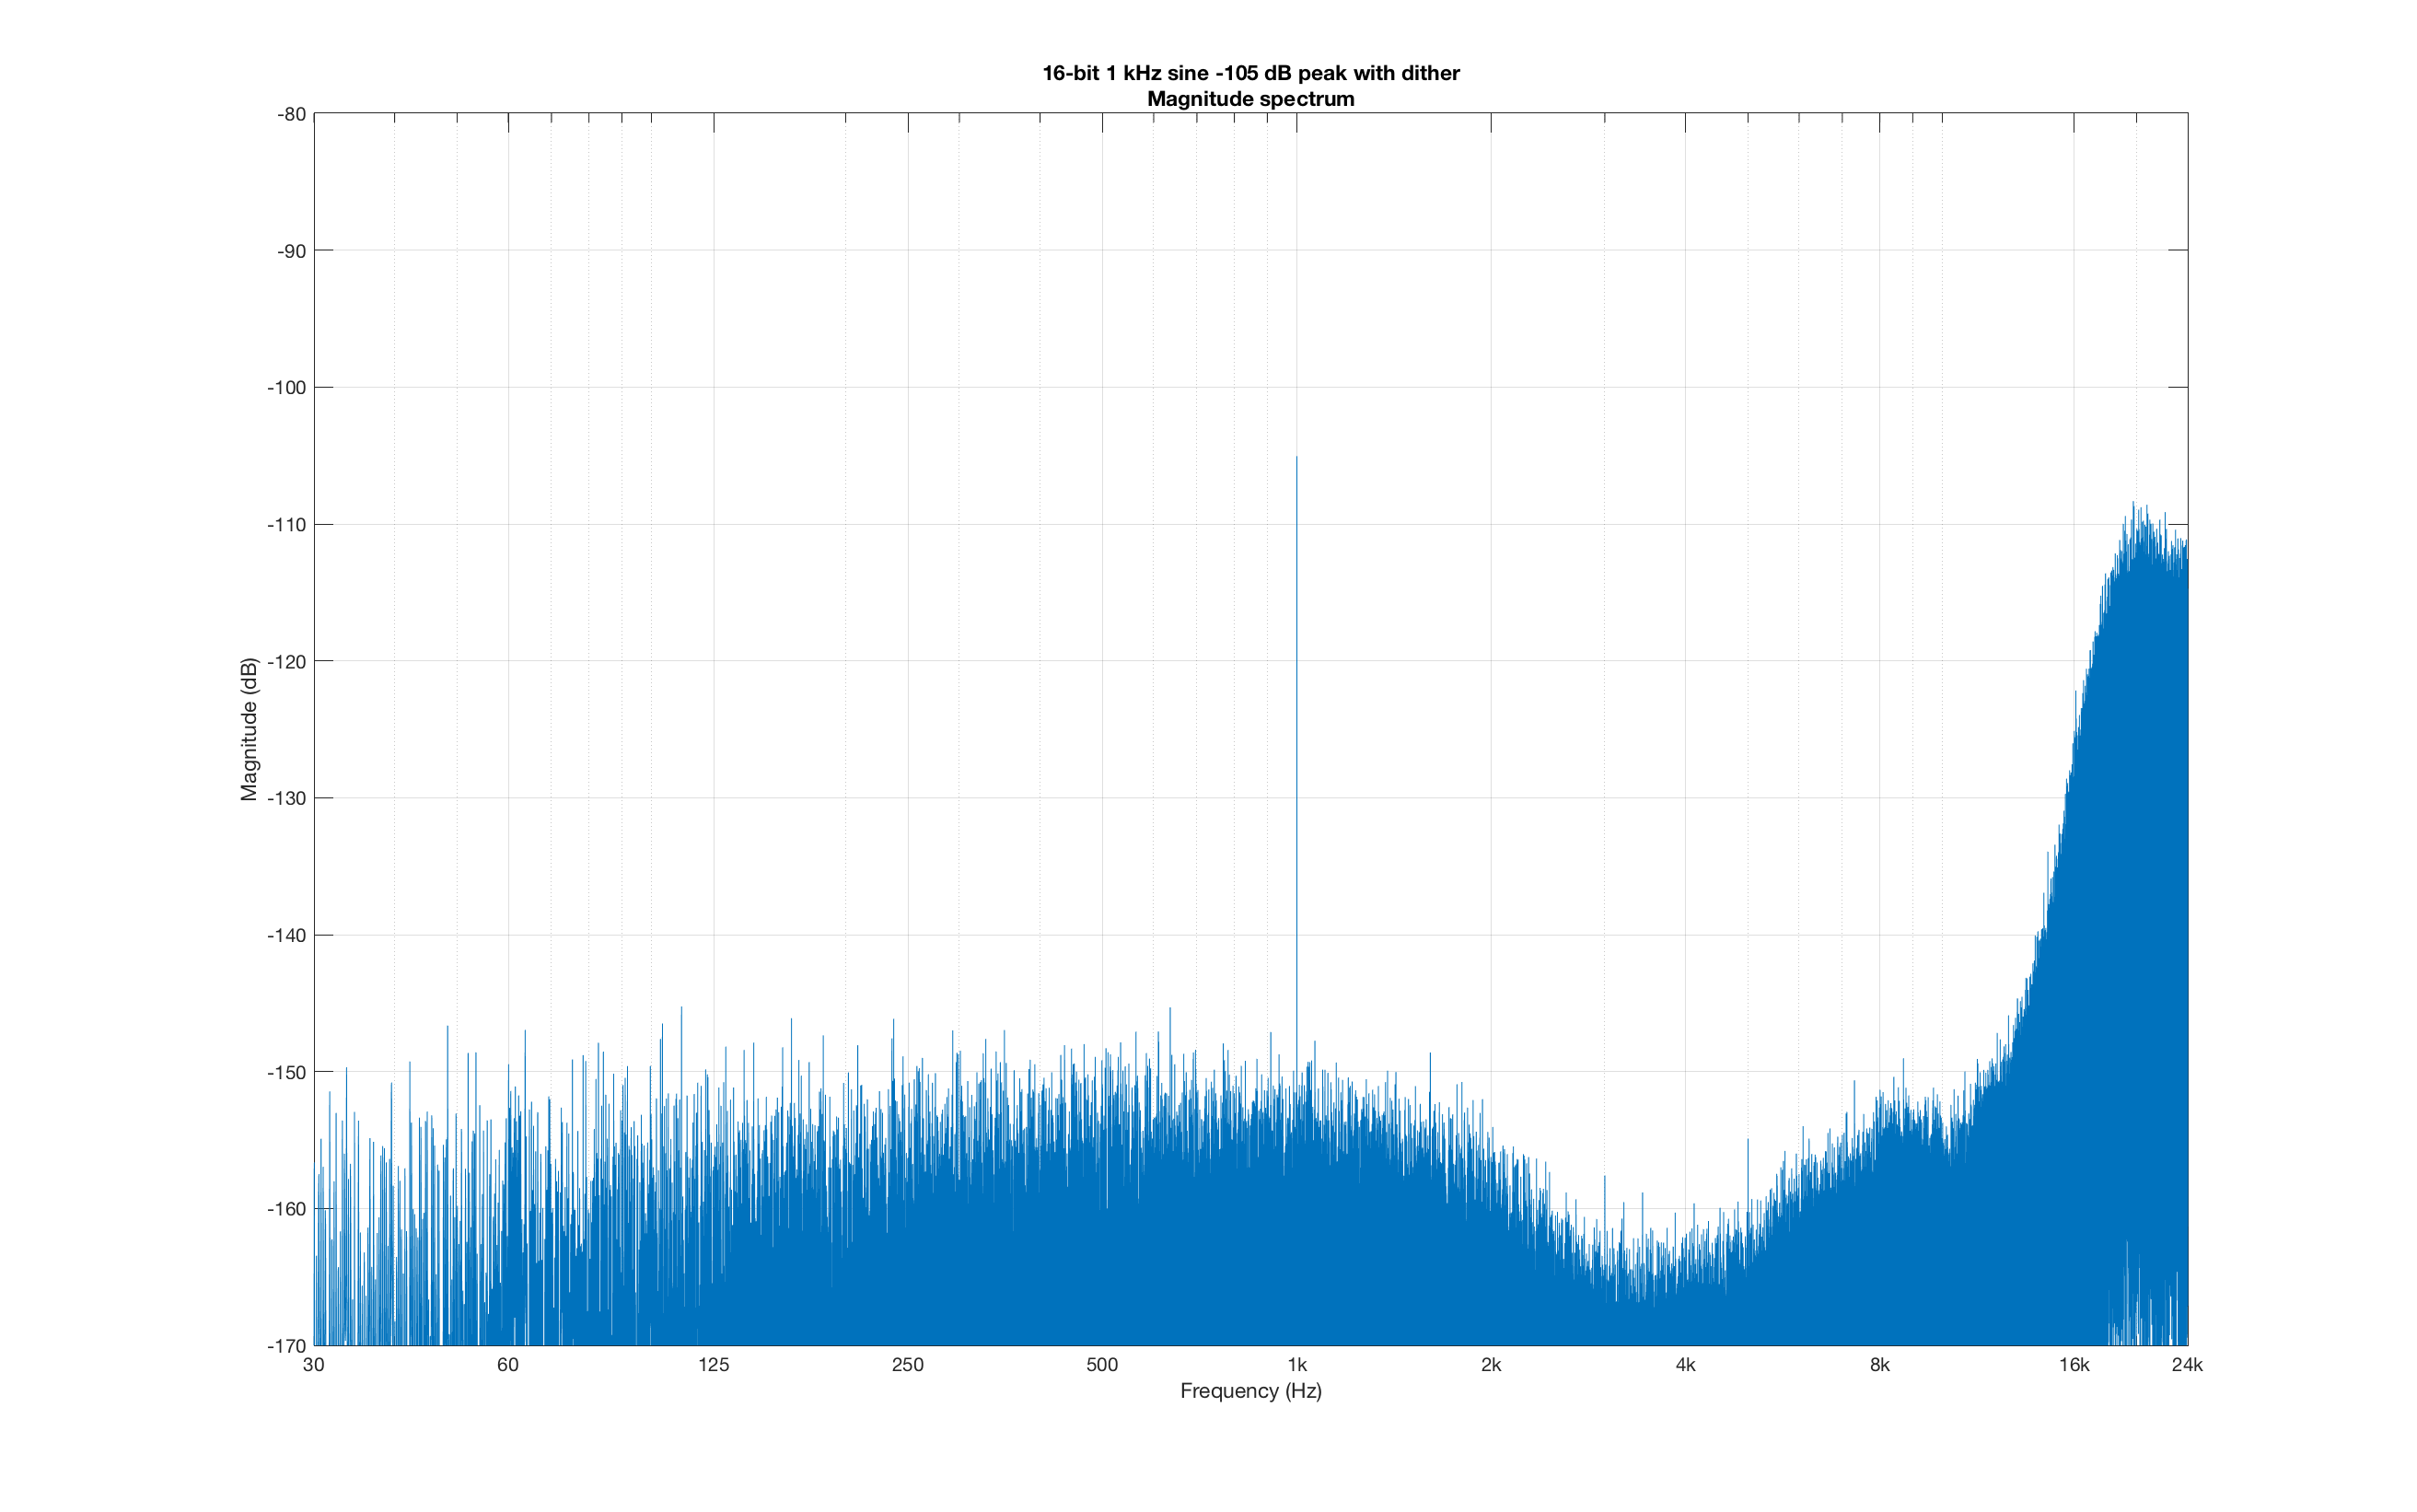 16-bit 1 kHz sine -105 dB peak with dither
Magnitude spectrum
-80
-90
-100
-110
-120
-130
-140
-150
-160
-170
Magnitude (dB)
30 60 125 250 500 1k 2k 4k 8k 16k 24k
Frequency (Hz)